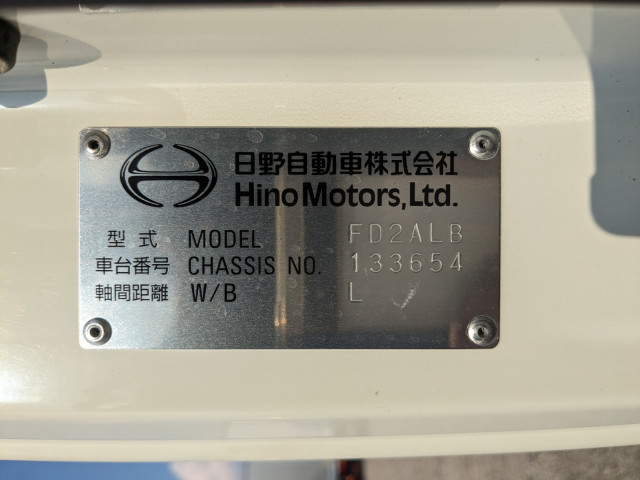 日野自動車株式会社
Hino Motors, Ltd.
型式 MODEL FD2ALB
車台番号 CHASSIS NO. 133654
軸間距離 W/B L